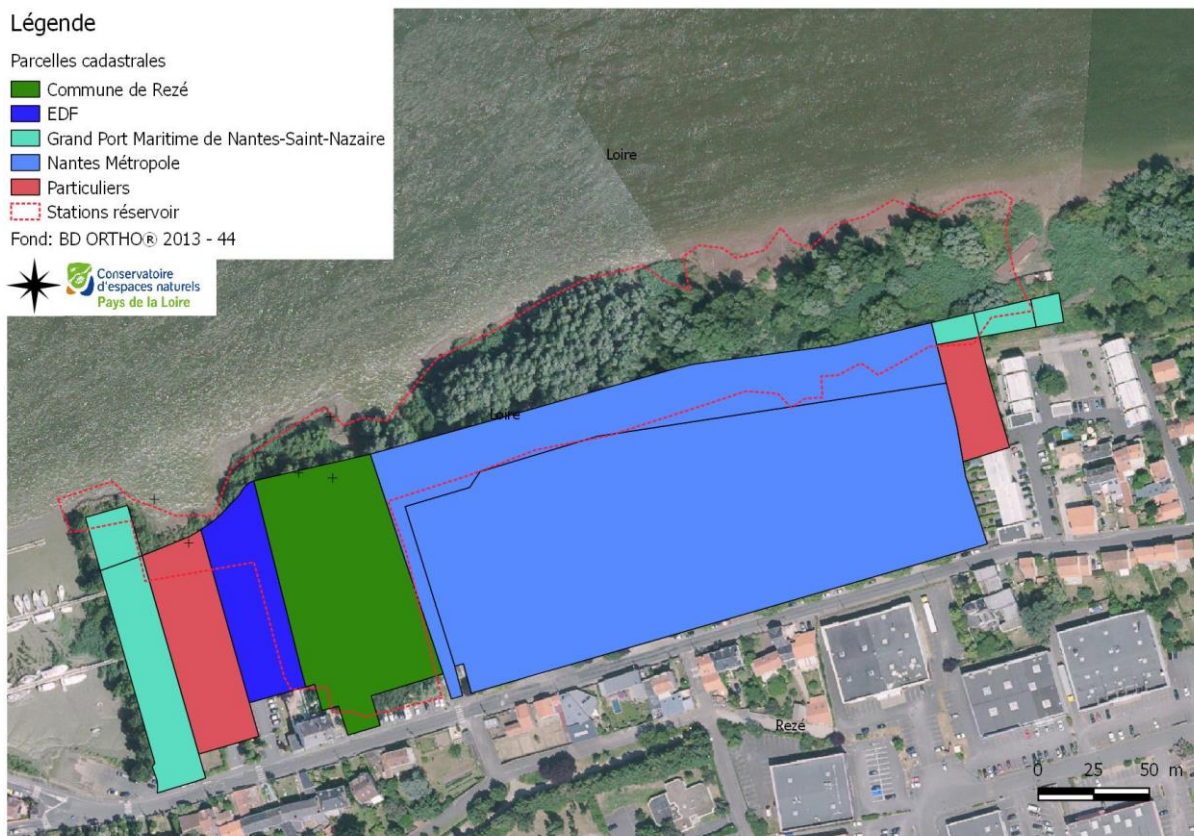 Légende
Parcelles cadastrales
Commune de Rezé
EDF
Grand Port Maritime de Nantes-Saint-Nazaire
Nantes Métropole
Particuliers
Stations réservoir
Fond: BD ORTHO® 2013 - 44
Conservatoire
d'espaces naturels
Pays de la Loire
Loire
Loire
Rezé
0 25 50 m